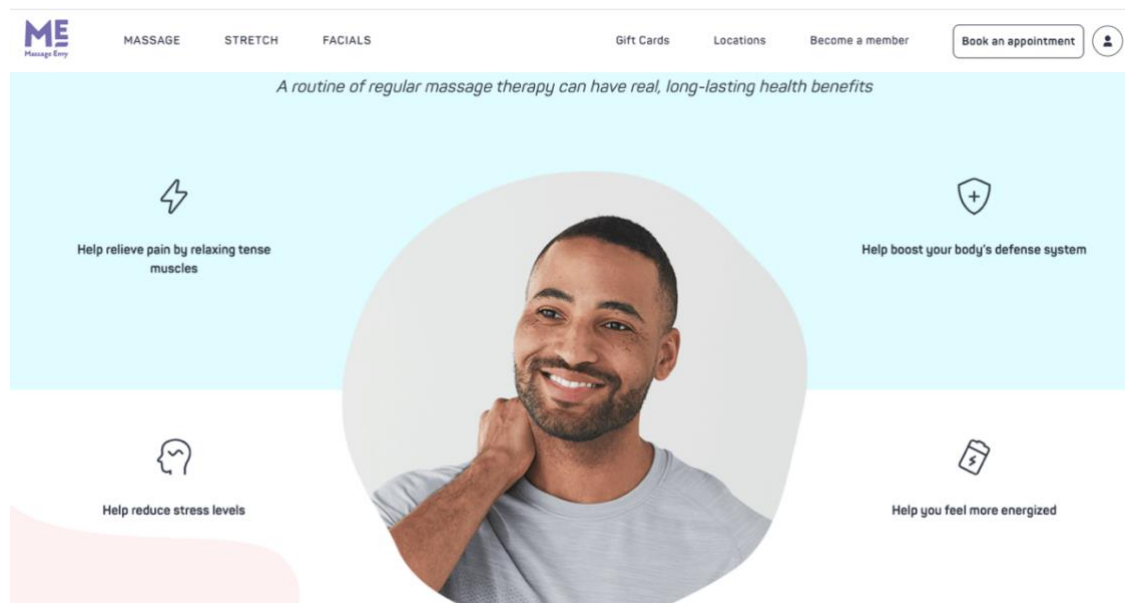 ME
Massage Envy
MASSAGE
STRETCH
FACIALS
Gift Cards
Locations
Become a member
Book an appointment
A routine of regular massage therapy can have real, long-lasting health benefits
Help relieve pain by relaxing tense
muscles
Help boost your body's defense system
Help reduce stress levels
Help you feel more energized